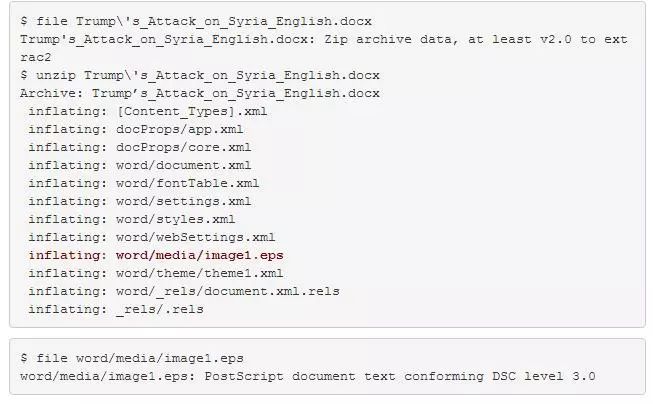 $ file Trump\'s_Attack_on_Syria_English.docx
Trump's_Attack_on_Syria_English.docx: Zip archive data, at least v2.0 to ext
rac2
$ unzip Trump\'s_Attack_on_Syria_English.docx
Archive: Trump’s_Attack_on_Syria_English.docx
inflating: [Content_Types].xml
inflating: docProps/app.xml
inflating: docProps/core.xml
inflating: word/document.xml
inflating: word/fontTable.xml
inflating: word/settings.xml
inflating: word/styles.xml
inflating: word/webSettings.xml
inflating: word/media/image1.eps
inflating: word/theme/theme1.xml
inflating: word/_rels/document.xml.rels
inflating: _rels/.rels
$ file word/media/image1.eps
word/media/image1.eps: PostScript document text conforming DSC level 3.0